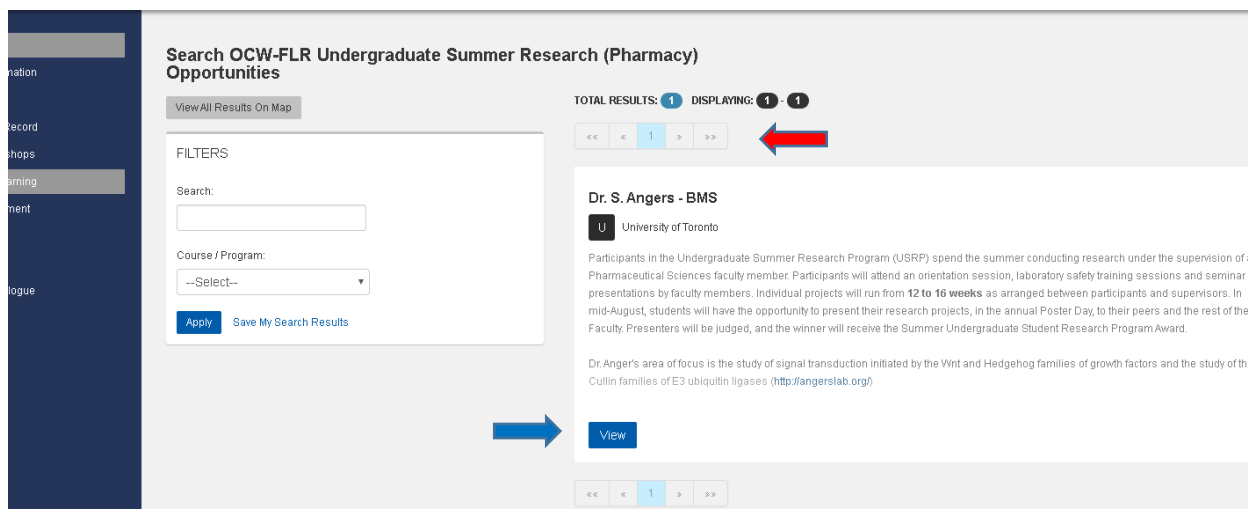 Search OCW-FLR Undergraduate Summer Research (Pharmacy)
Opportunities
mation
Record
shops
arning
ment
logue
View All Results On Map
FILTERS
Search:
Course / Program:
--Select--
Apply Save My Search Results
TOTAL RESULTS: 1 DISPLAYING: 1 - 1
«« « 1 » »»
Dr. S. Angers - BMS
U University of Toronto
Participants in the Undergraduate Summer Research Program (USRP) spend the summer conducting research under the supervision of a
Pharmaceutical Sciences faculty member. Participants will attend an orientation session, laboratory safety training sessions and seminar
presentations by faculty members. Individual projects will run from 12 to 16 weeks as arranged between participants and supervisors. In
mid-August, students will have the opportunity to present their research projects, in the annual Poster Day, to their peers and the rest of the
Faculty. Presenters will be judged, and the winner will receive the Summer Undergraduate Student Research Program Award.
Dr. Anger's area of focus is the study of signal transduction initiated by the Wnt and Hedgehog families of growth factors and the study of th
Cullin families of E3 ubiquitin ligases (http://angerslab.org/)
View
«« « 1 » »»